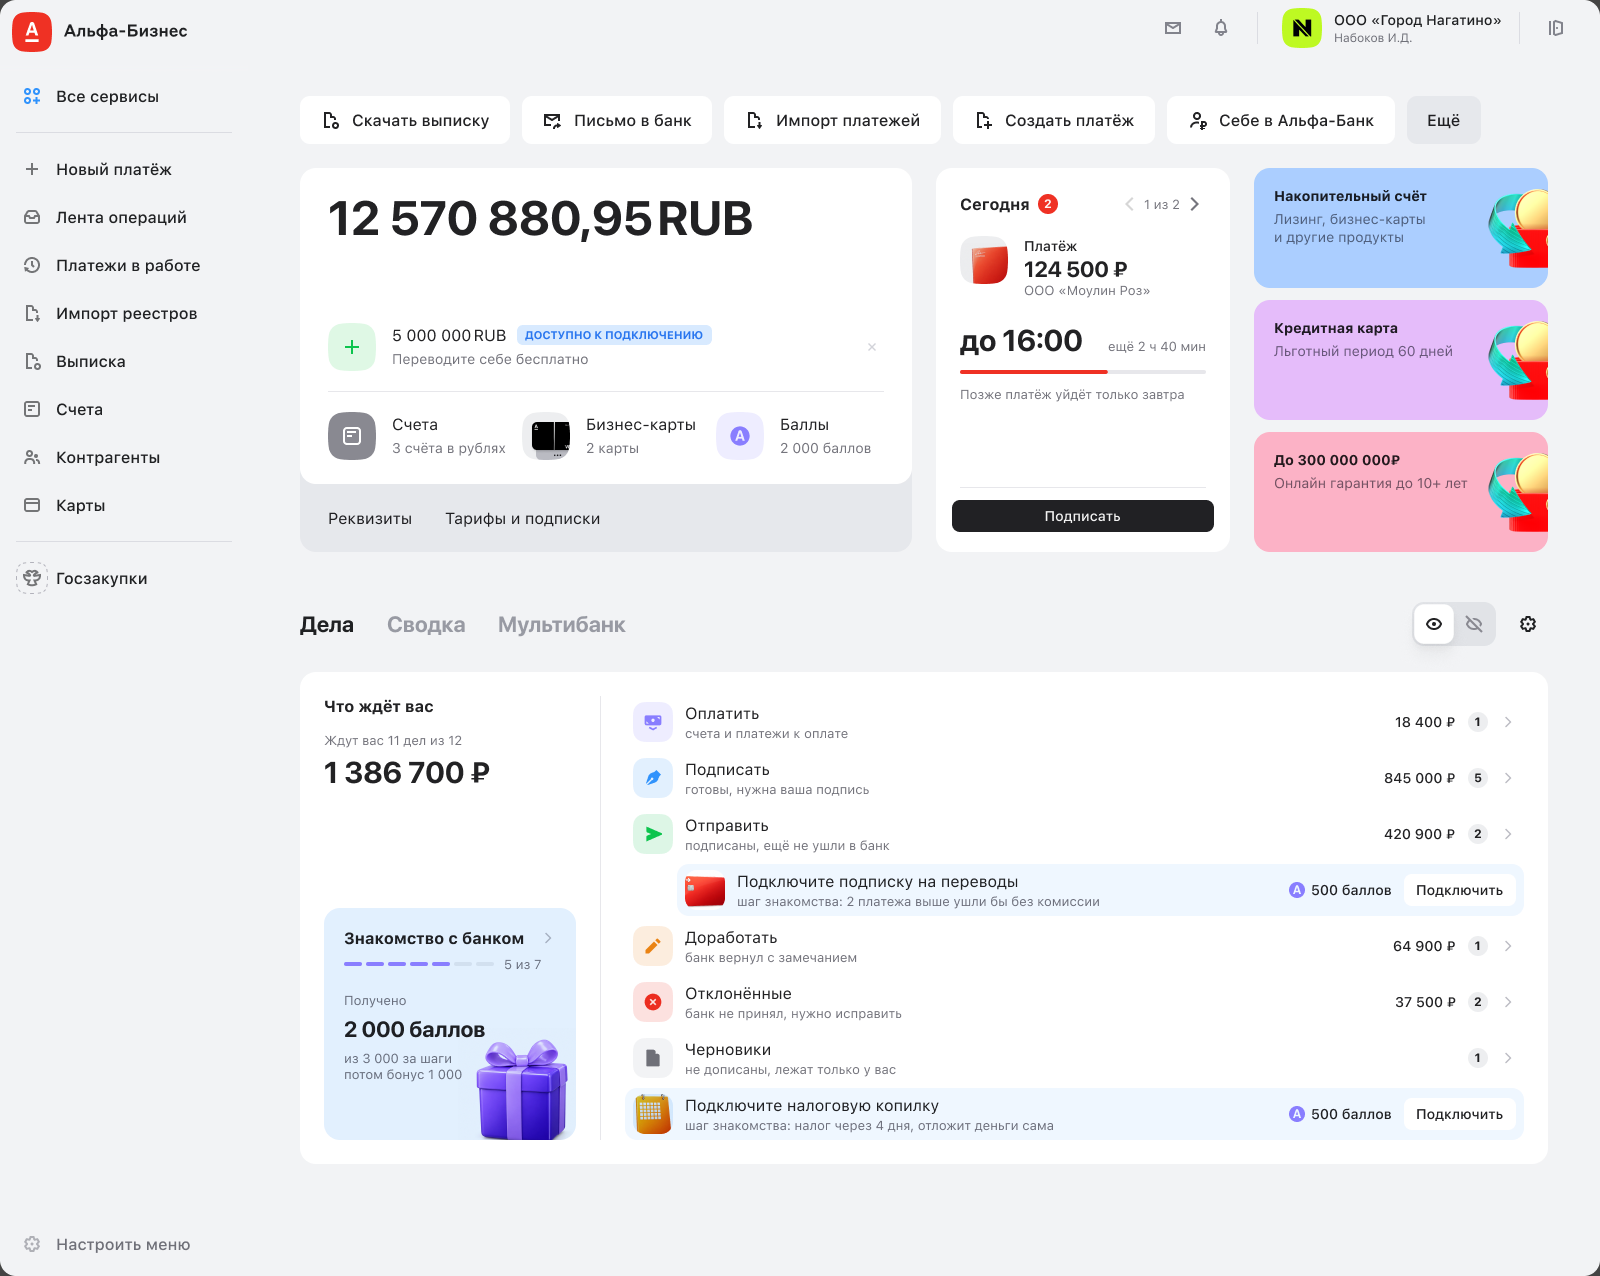 Альфа-Бизнес
ООО «Город Нагатино»
Набоков И.Д.
Все сервисы
Новый платёж
Лента операций
Платежи в работе
Импорт реестров
Выписка
Счета
Контрагенты
Карты
Госзакупки
Настроить меню
Скачать выписку
Письмо в банк
Импорт платежей
Создать платёж
Себе в Альфа-Банк
Ещё
12 570 880,95 RUB
5 000 000 RUB ДОСТУПНО К ПОДКЛЮЧЕНИЮ
Переводите себе бесплатно
Счета
3 счёта в рублях
Бизнес-карты
2 карты
Баллы
2 000 баллов
Реквизиты
Тарифы и подписки
Сегодня 2
1 из 2
Платёж
124 500 ₽
ООО «Моулин Роз»
до 16:00
ещё 2 ч 40 мин
Позже платёж уйдёт только завтра
Подписать
Накопительный счёт
Лизинг, бизнес-карты
и другие продукты
Кредитная карта
Льготный период 60 дней
До 300 000 000₽
Онлайн гарантия до 10+ лет
Дела
Сводка
Мультибанк
Что ждёт вас
Ждут вас 11 дел из 12
1 386 700 ₽
Знакомство с банком
5 из 7
Получено
2 000 баллов
из 3 000 за шаги
потом бонус 1 000
Оплатить
счета и платежи к оплате
18 400 ₽ 1
Подписать
готовы, нужна ваша подпись
845 000 ₽ 5
Отправить
подписаны, ещё не ушли в банк
420 900 ₽ 2
Подключите подписку на переводы
шаг знакомства: 2 платежа выше ушли бы без комиссии
500 баллов
Подключить
Доработать
банк вернул с замечанием
64 900 ₽ 1
Отклонённые
банк не принял, нужно исправить
37 500 ₽ 2
Черновики
не дописаны, лежат только у вас
1
Подключите налоговую копилку
шаг знакомства: налог через 4 дня, отложит деньги сама
500 баллов
Подключить